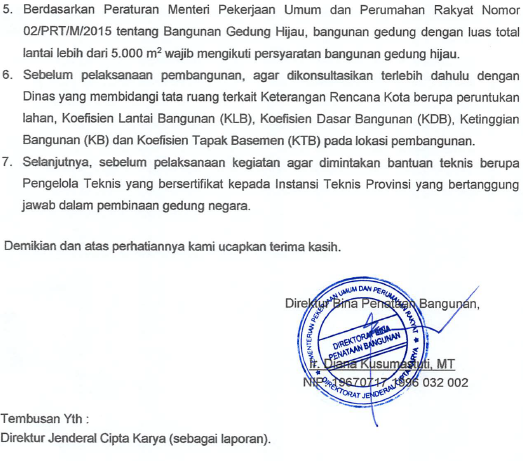 5. Berdasarkan Peraturan Menteri Pekerjaan Umum dan Perumahan Rakyat Nomor
02/PRT/M/2015 tentang Bangunan Gedung Hijau, bangunan gedung dengan luas total
lantai lebih dari 5.000 m² wajib mengikuti persyaratan bangunan gedung hijau.
6. Sebelum pelaksanaan pembangunan, agar dikonsultasikan terlebih dahulu dengan
Dinas yang membidangi tata ruang terkait Keterangan Rencana Kota berupa peruntukan
lahan, Koefisien Lantai Bangunan (KLB), Koefisien Dasar Bangunan (KDB), Ketinggian
Bangunan (KB) dan Koefisien Tapak Basemen (KTB) pada lokasi pembangunan.
7. Selanjutnya, sebelum pelaksanaan kegiatan agar dimintakan bantuan teknis berupa
Pengelola Teknis yang bersertifikat kepada Instansi Teknis Provinsi yang bertanggung
jawab dalam pembinaan gedung negara.
Demikian dan atas perhatiannya kami ucapkan terima kasih.
Direktur Bina Penataan Bangunan,
KEMENTERIAN PEKERJAAN UMUM DAN PERUMAHAN RAKYAT
DIREKTORAT BINA
PENATAAN BANGUNAN
DIREKTORAT JENDERAL CIPTA KARYA
Ir. Diana Kusumastuti, MT
NIP. 19670717 1996 032 002
Tembusan Yth :
Direktur Jenderal Cipta Karya (sebagai laporan).